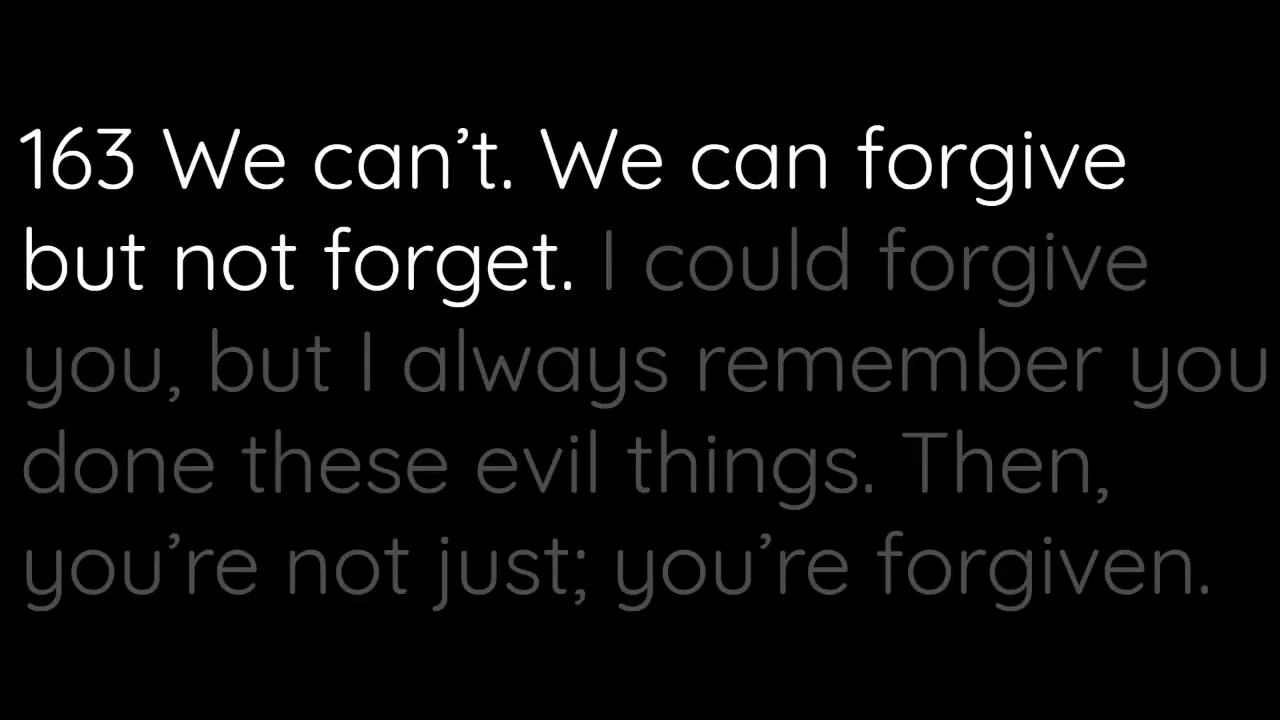 163 We can’t. We can forgive
but not forget. I could forgive
you, but I always remember you
done these evil things. Then,
you’re not just; you’re forgiven.